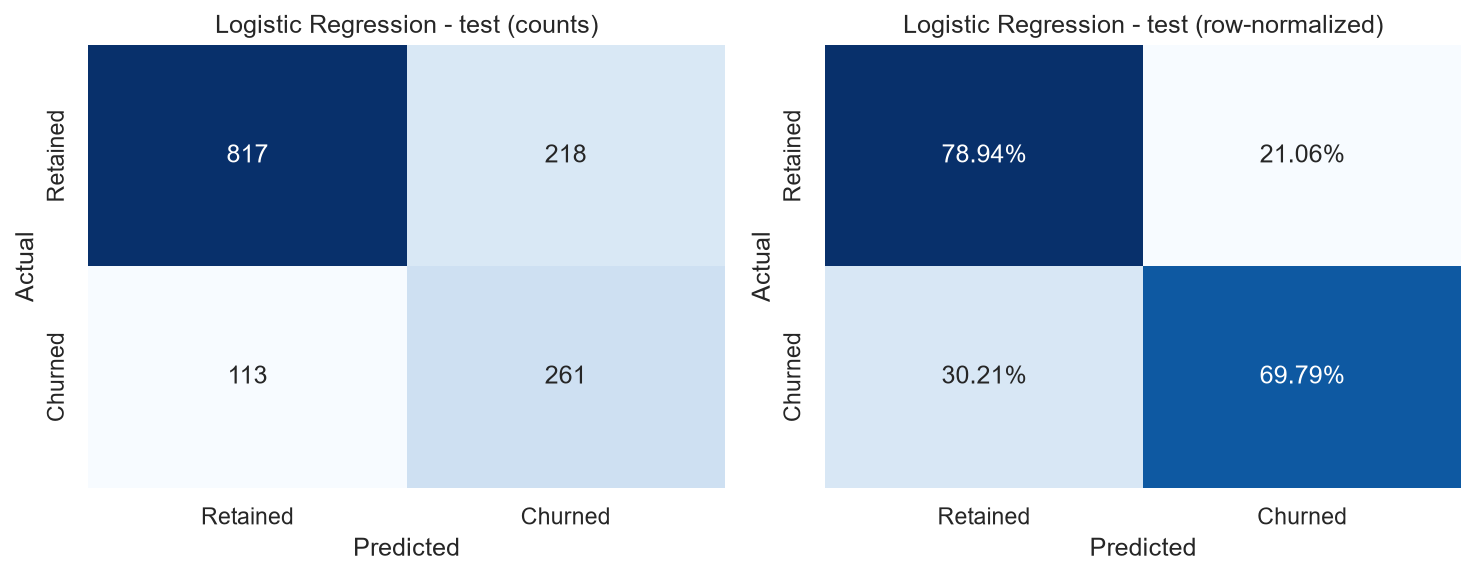 Logistic Regression - test (counts)
Actual
Retained
Churned
817
218
113
261
Retained
Churned
Predicted
Logistic Regression - test (row-normalized)
Actual
Retained
Churned
78.94%
21.06%
30.21%
69.79%
Retained
Churned
Predicted